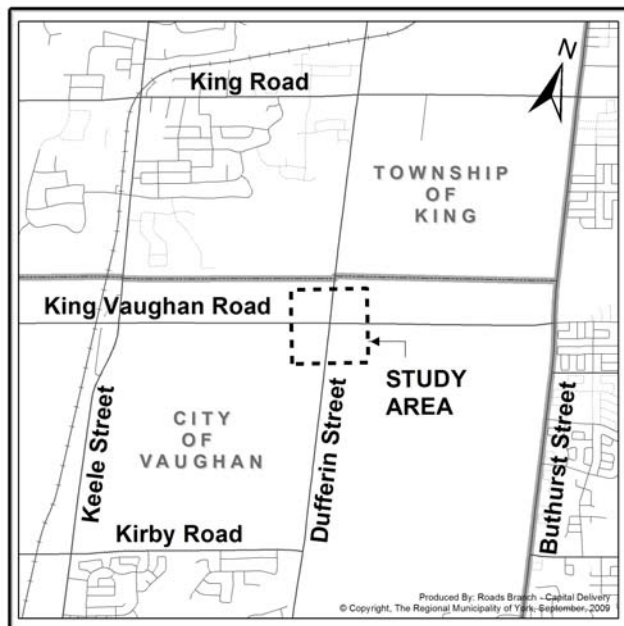 N
King Road
TOWNSHIP
OF
KING
King Vaughan Road
STUDY
AREA
CITY
OF
VAUGHAN
Keele Street
Dufferin Street
Buthurst Street
Kirby Road
Produced By: Roads Branch - Capital Delivery
© Copyright, The Regional Municipality of York, September, 2009